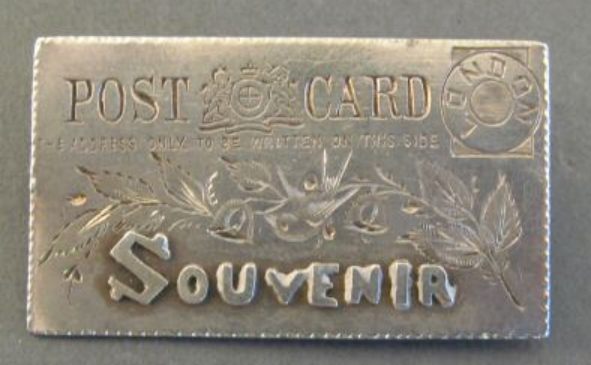 POST CARD
LONDON
THE ADDRESS ONLY TO BE WRITTEN ON THIS SIDE
SOUVENIR